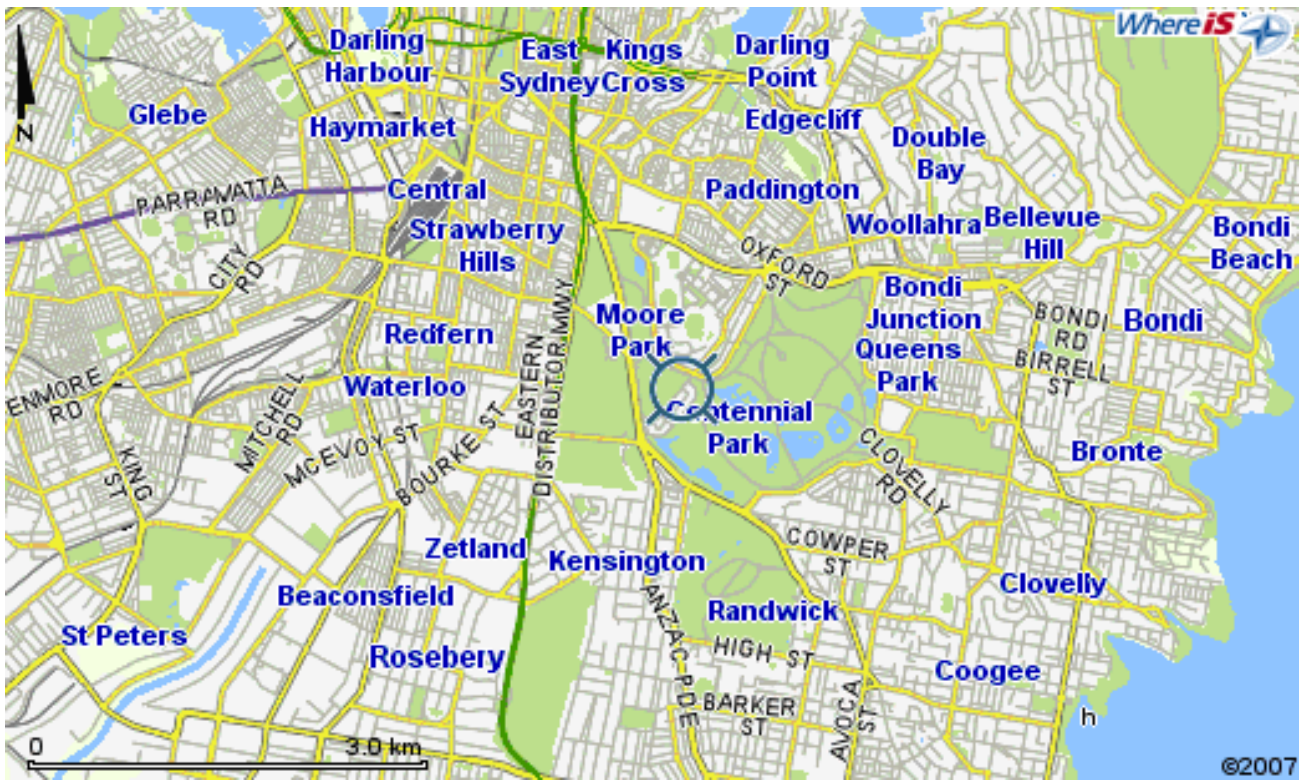 WhereiS
Darling
Harbour
East
Sydney
Kings
Cross
Darling
Point
Glebe
Haymarket
Edgecliff
Double
Bay
N
PARRAMATTA
RD
Central
Paddington
Strawberry
Hills
Woollahra
Bellevue
Hill
Bondi
Beach
CITY
RD
OXFORD
ST
Moore
Park
Bondi
Junction
BONDI
RD
Bondi
Redfern
EASTERN
DISTRIBUTOR MWY
Queens
Park
BIRRELL
ST
ENMORE
RD
Waterloo
MITCHELL
RD
Centennial
Park
KING
ST
MCEVOY ST
BOURKE ST
CLOVELLY
RD
Bronte
Zetland
Kensington
COWPER
ST
Beaconsfield
Clovelly
St Peters
ANZAC PDE
Randwick
Rosebery
HIGH ST
Coogee
BARKER
ST
AVOCA
ST
h
0
3.0 km
©2007